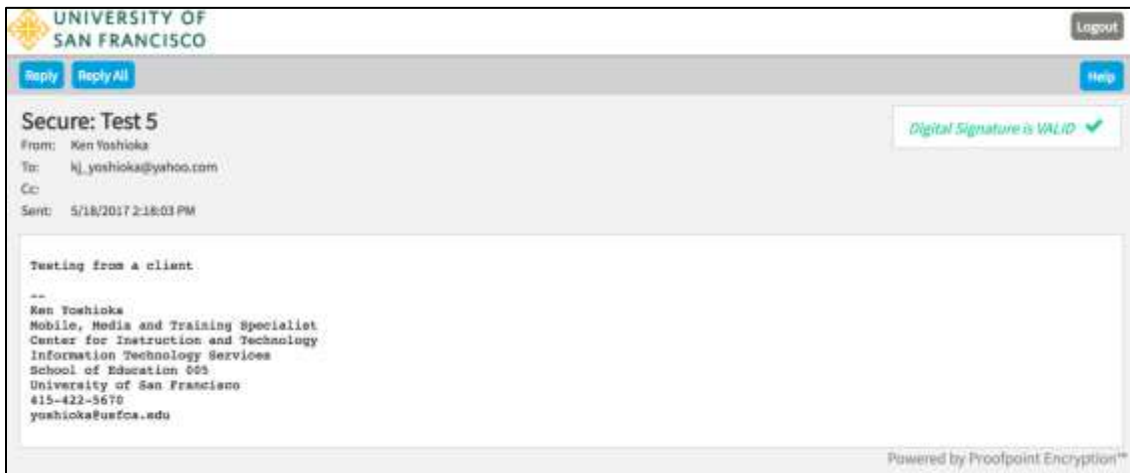 UNIVERSITY OF
SAN FRANCISCO
Logout
Reply Reply All
Help
Secure: Test 5
Digital Signature is VALID
From: Ken Yoshioka
To: kj_yoshioka@yahoo.com
Cc:
Sent: 5/18/2017 2:18:03 PM
Testing from a client
--
Ken Yoshioka
Mobile, Media and Training Specialist
Center for Instruction and Technology
Information Technology Services
School of Education 005
University of San Francisco
415-422-5670
yoshioka@usfca.edu
Powered by Proofpoint Encryption™